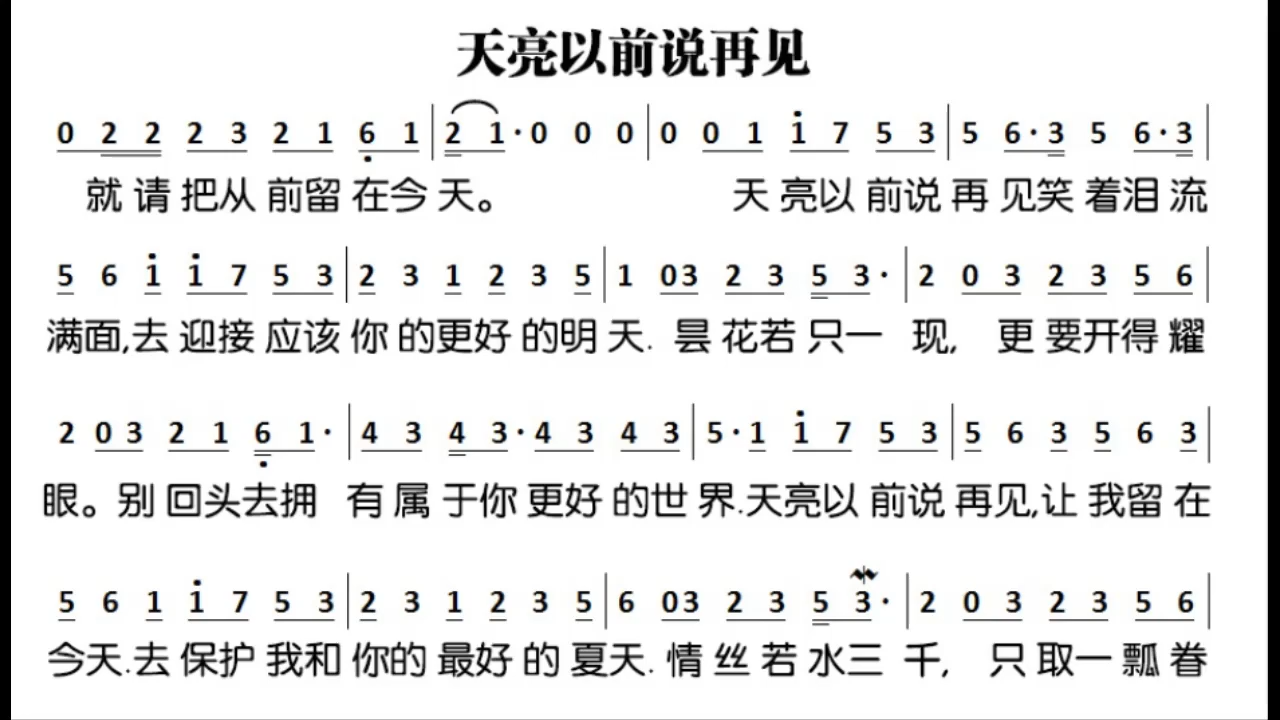 天亮以前说再见
0 2 2 2 3 2 1 6 1 | 2 1·0 0 0 | 0 0 1 1 7 5 3 | 5 6·3 5 6·3 |
就请把从前留在今天。 天亮以前说再见笑着泪流
5 6 1 1 7 5 3 | 2 3 1 2 3 5 | 1 03 2 3 5 3· | 2 0 3 2 3 5 6 |
满面,去迎接应该你的更好的明天. 昙花若只一现, 更要开得耀
2 0 3 2 1 6 1· | 4 3 4 3·4 3 4 3 | 5·1 1 7 5 3 | 5 6 3 5 6 3 |
眼。别回头去拥有属于你更好的世界.天亮以前说再见,让我留在
5 6 1 1 7 5 3 | 2 3 1 2 3 5 | 6 03 2 3 5 3· | 2 0 3 2 3 5 6 |
今天.去保护我和你的最好的夏天. 情丝若水三千, 只取一瓢眷